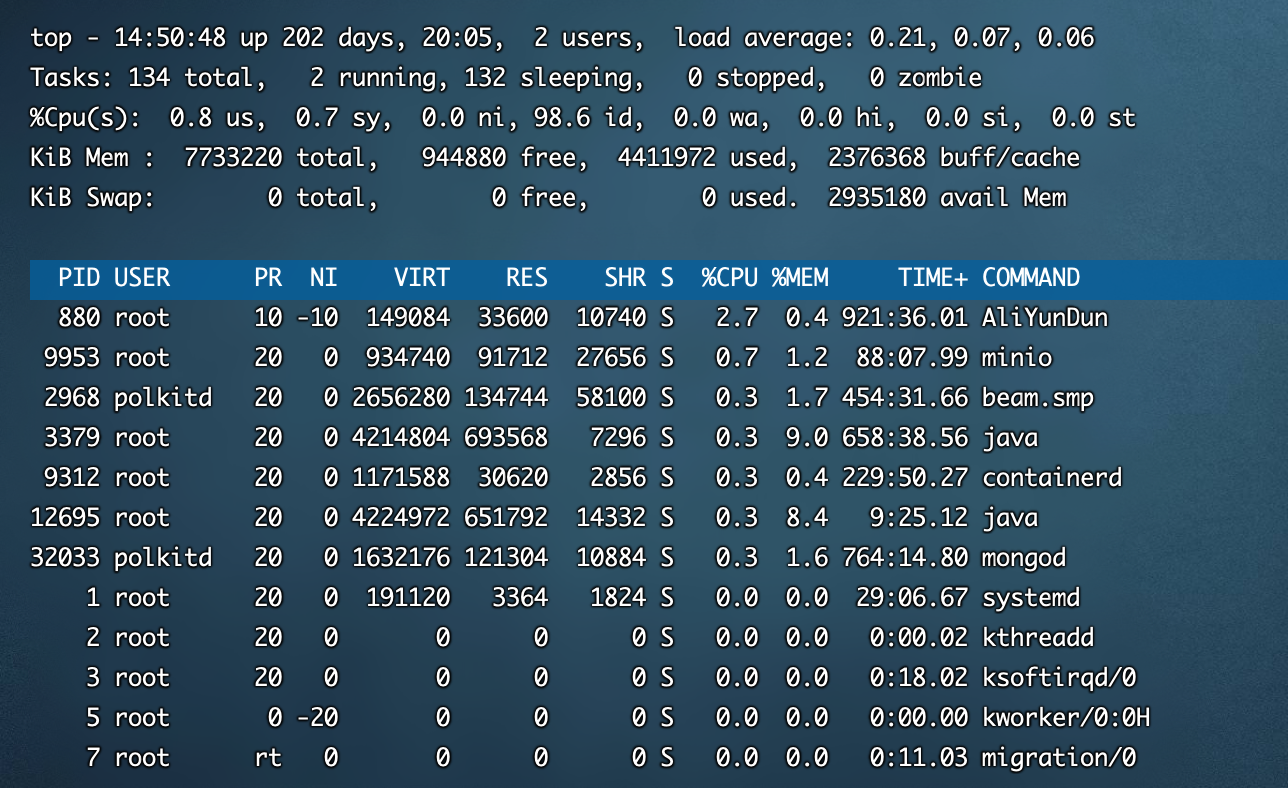 top - 14:50:48 up 202 days, 20:05,  2 users,  load average: 0.21, 0.07, 0.06
Tasks: 134 total,   2 running, 132 sleeping,   0 stopped,   0 zombie
%Cpu(s):  0.8 us,  0.7 sy,  0.0 ni, 98.6 id,  0.0 wa,  0.0 hi,  0.0 si,  0.0 st
KiB Mem :  7733220 total,   944880 free,  4411972 used,  2376368 buff/cache
KiB Swap:        0 total,        0 free,        0 used.  2935180 avail Mem
  PID USER      PR  NI    VIRT    RES    SHR S  %CPU %MEM     TIME+ COMMAND
  880 root      10 -10  149084  33600  10740 S   2.7  0.4 921:36.01 AliYunDun
 9953 root      20   0  934740  91712  27656 S   0.7  1.2  88:07.99 minio
 2968 polkitd   20   0 2656280 134744  58100 S   0.3  1.7 454:31.66 beam.smp
 3379 root      20   0 4214804 693568   7296 S   0.3  9.0 658:38.56 java
 9312 root      20   0 1171588  30620   2856 S   0.3  0.4 229:50.27 containerd
12695 root      20   0 4224972 651792  14332 S   0.3  8.4   9:25.12 java
32033 polkitd   20   0 1632176 121304  10884 S   0.3  1.6 764:14.80 mongod
    1 root      20   0  191120   3364   1824 S   0.0  0.0  29:06.67 systemd
    2 root      20   0       0      0      0 S   0.0  0.0   0:00.02 kthreadd
    3 root      20   0       0      0      0 S   0.0  0.0   0:18.02 ksoftirqd/0
    5 root       0 -20       0      0      0 S   0.0  0.0   0:00.00 kworker/0:0H
    7 root      rt   0       0      0      0 S   0.0  0.0   0:11.03 migration/0